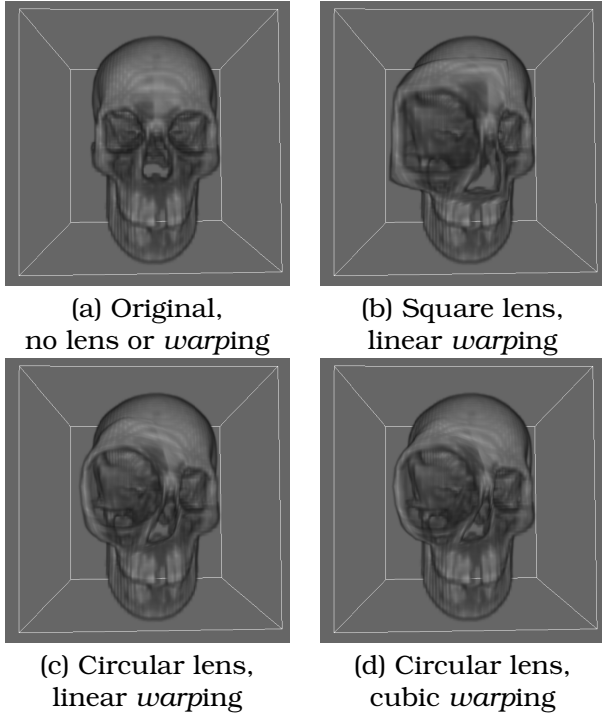 (a) Original,
no lens or warping
(b) Square lens,
linear warping
(c) Circular lens,
linear warping
(d) Circular lens,
cubic warping